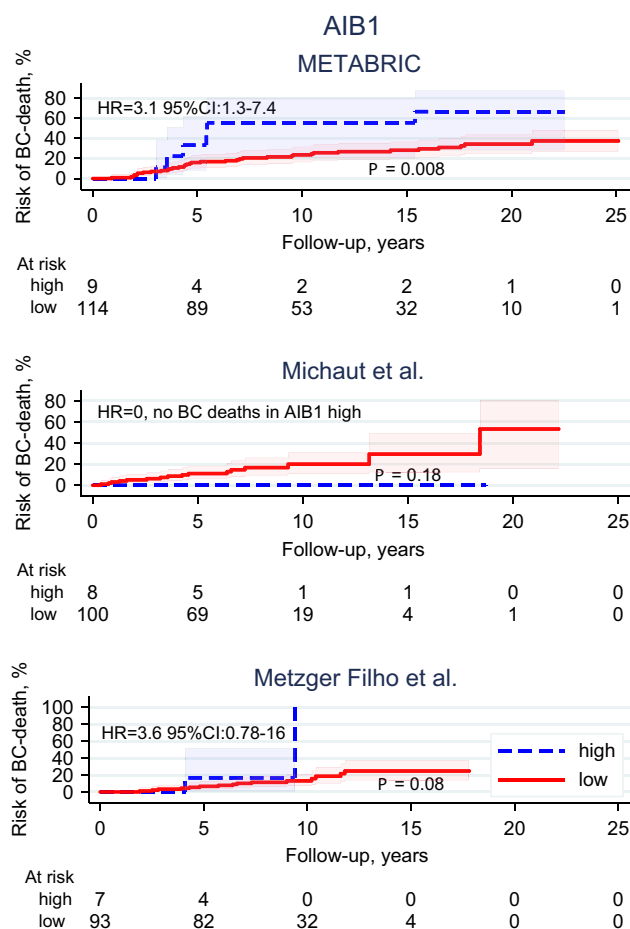 AIB1
METABRIC
Risk of BC-death, %
80
60
40
20
0
HR=3.1 95%CI:1.3-7.4
P = 0.008
0 5 10 15 20 25
Follow-up, years
At risk
high 9 4 2 2 1 0
low 114 89 53 32 10 1
Michaut et al.
Risk of BC-death, %
80
60
40
20
0
HR=0, no BC deaths in AIB1 high
P = 0.18
0 5 10 15 20 25
Follow-up, years
At risk
high 8 5 1 1 0 0
low 100 69 19 4 1 0
Metzger Filho et al.
Risk of BC-death, %
100
80
60
40
20
0
HR=3.6 95%CI:0.78-16
P = 0.08
high
low
0 5 10 15 20 25
Follow-up, years
At risk
high 7 4 0 0 0 0
low 93 82 32 4 0 0